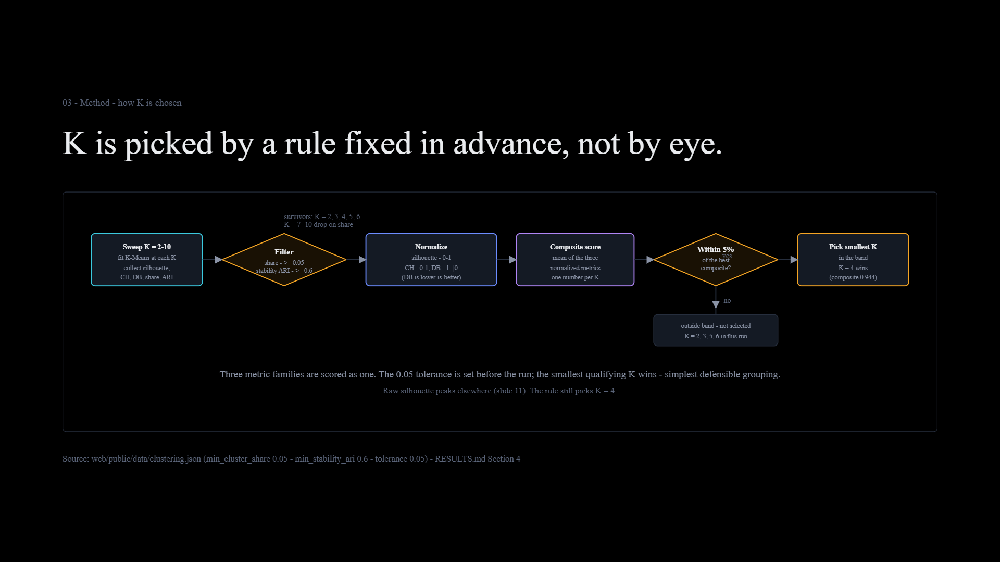 03 - Method - how K is chosen
K is picked by a rule fixed in advance, not by eye.
survivors: K = 2, 3, 4, 5, 6
K = 7- 10 drop on share
Sweep K = 2-10
fit K-Means at each K
collect silhouette,
CH, DB, share, ARI
Filter
share - >= 0.05
stability ARI - >= 0.6
Normalize
silhouette - 0-1
CH - 0-1, DB - 1- |0
(DB is lower-is-better)
Composite score
mean of the three
normalized metrics
one number per K
Within 5%
yes
of the best
composite?
Pick smallest K
in the band
K = 4 wins
(composite 0.944)
no
outside band - not selected
K = 2, 3, 5, 6 in this run
Three metric families are scored as one. The 0.05 tolerance is set before the run; the smallest qualifying K wins - simplest defensible grouping.
Raw silhouette peaks elsewhere (slide 11). The rule still picks K = 4.
Source: web/public/data/clustering.json (min_cluster_share 0.05 - min_stability_ari 0.6 - tolerance 0.05) - RESULTS.md Section 4